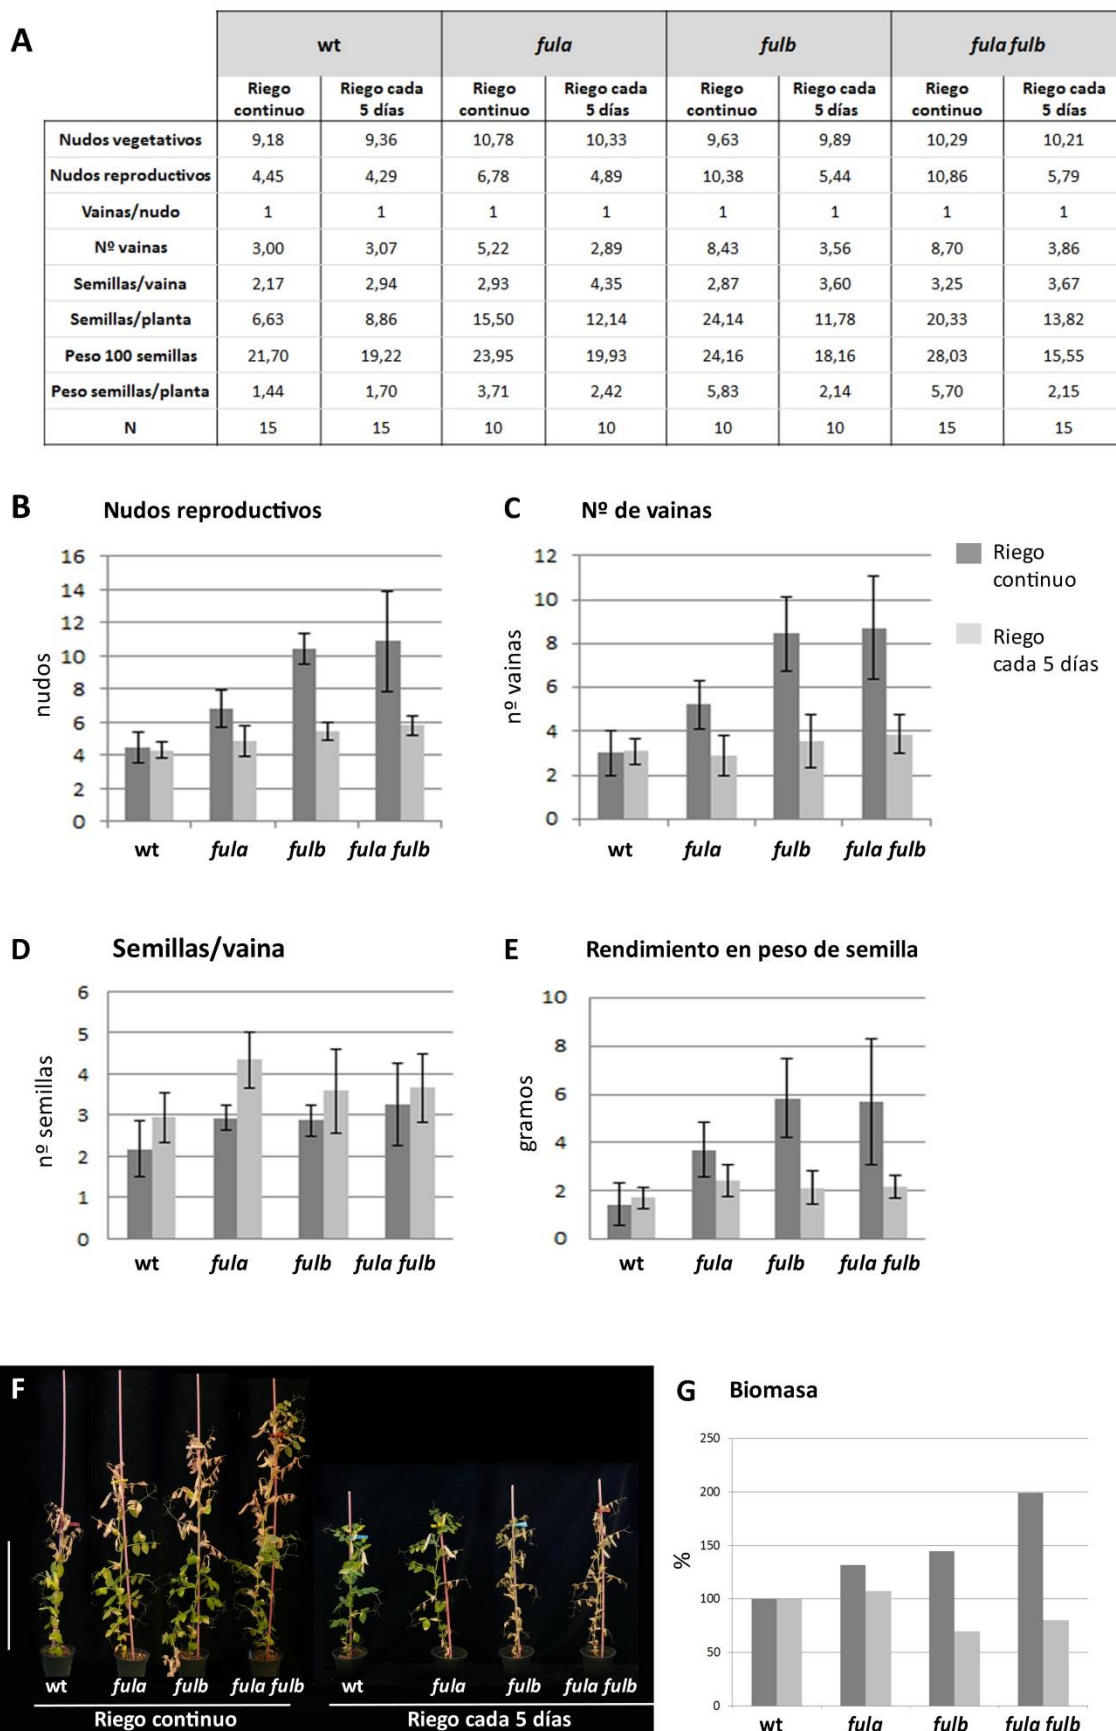 A
wt fula fulb fula fulb
Riego continuo Riego cada 5 días Riego continuo Riego cada 5 días Riego continuo Riego cada 5 días Riego continuo Riego cada 5 días
Nudos vegetativos 9,18 9,36 10,78 10,33 9,63 9,89 10,29 10,21
Nudos reproductivos 4,45 4,29 6,78 4,89 10,38 5,44 10,86 5,79
Vainas/nudo 1 1 1 1 1 1 1 1
Nº vainas 3,00 3,07 5,22 2,89 8,43 3,56 8,70 3,86
Semillas/vaina 2,17 2,94 2,93 4,35 2,87 3,60 3,25 3,67
Semillas/planta 6,63 8,86 15,50 12,14 24,14 11,78 20,33 13,82
Peso 100 semillas 21,70 19,22 23,95 19,93 24,16 18,16 28,03 15,55
Peso semillas/planta 1,44 1,70 3,71 2,42 5,83 2,14 5,70 2,15
N 15 15 10 10 10 10 15 15
B Nudos reproductivos
nudos
16
14
12
10
8
6
4
2
0
wt fula fulb fula fulb
C Nº de vainas
nº vainas
12
10
8
6
4
2
0
wt fula fulb fula fulb
Riego
continuo
Riego
cada 5 días
D Semillas/vaina
nº semillas
6
5
4
3
2
1
0
wt fula fulb fula fulb
E Rendimiento en peso de semilla
gramos
10
8
6
4
2
0
wt fula fulb fula fulb
F
wt fula fulb fula fulb wt fula fulb fula fulb
Riego continuo Riego cada 5 días
G Biomasa
%
250
200
150
100
50
0
wt fula fulb fula fulb